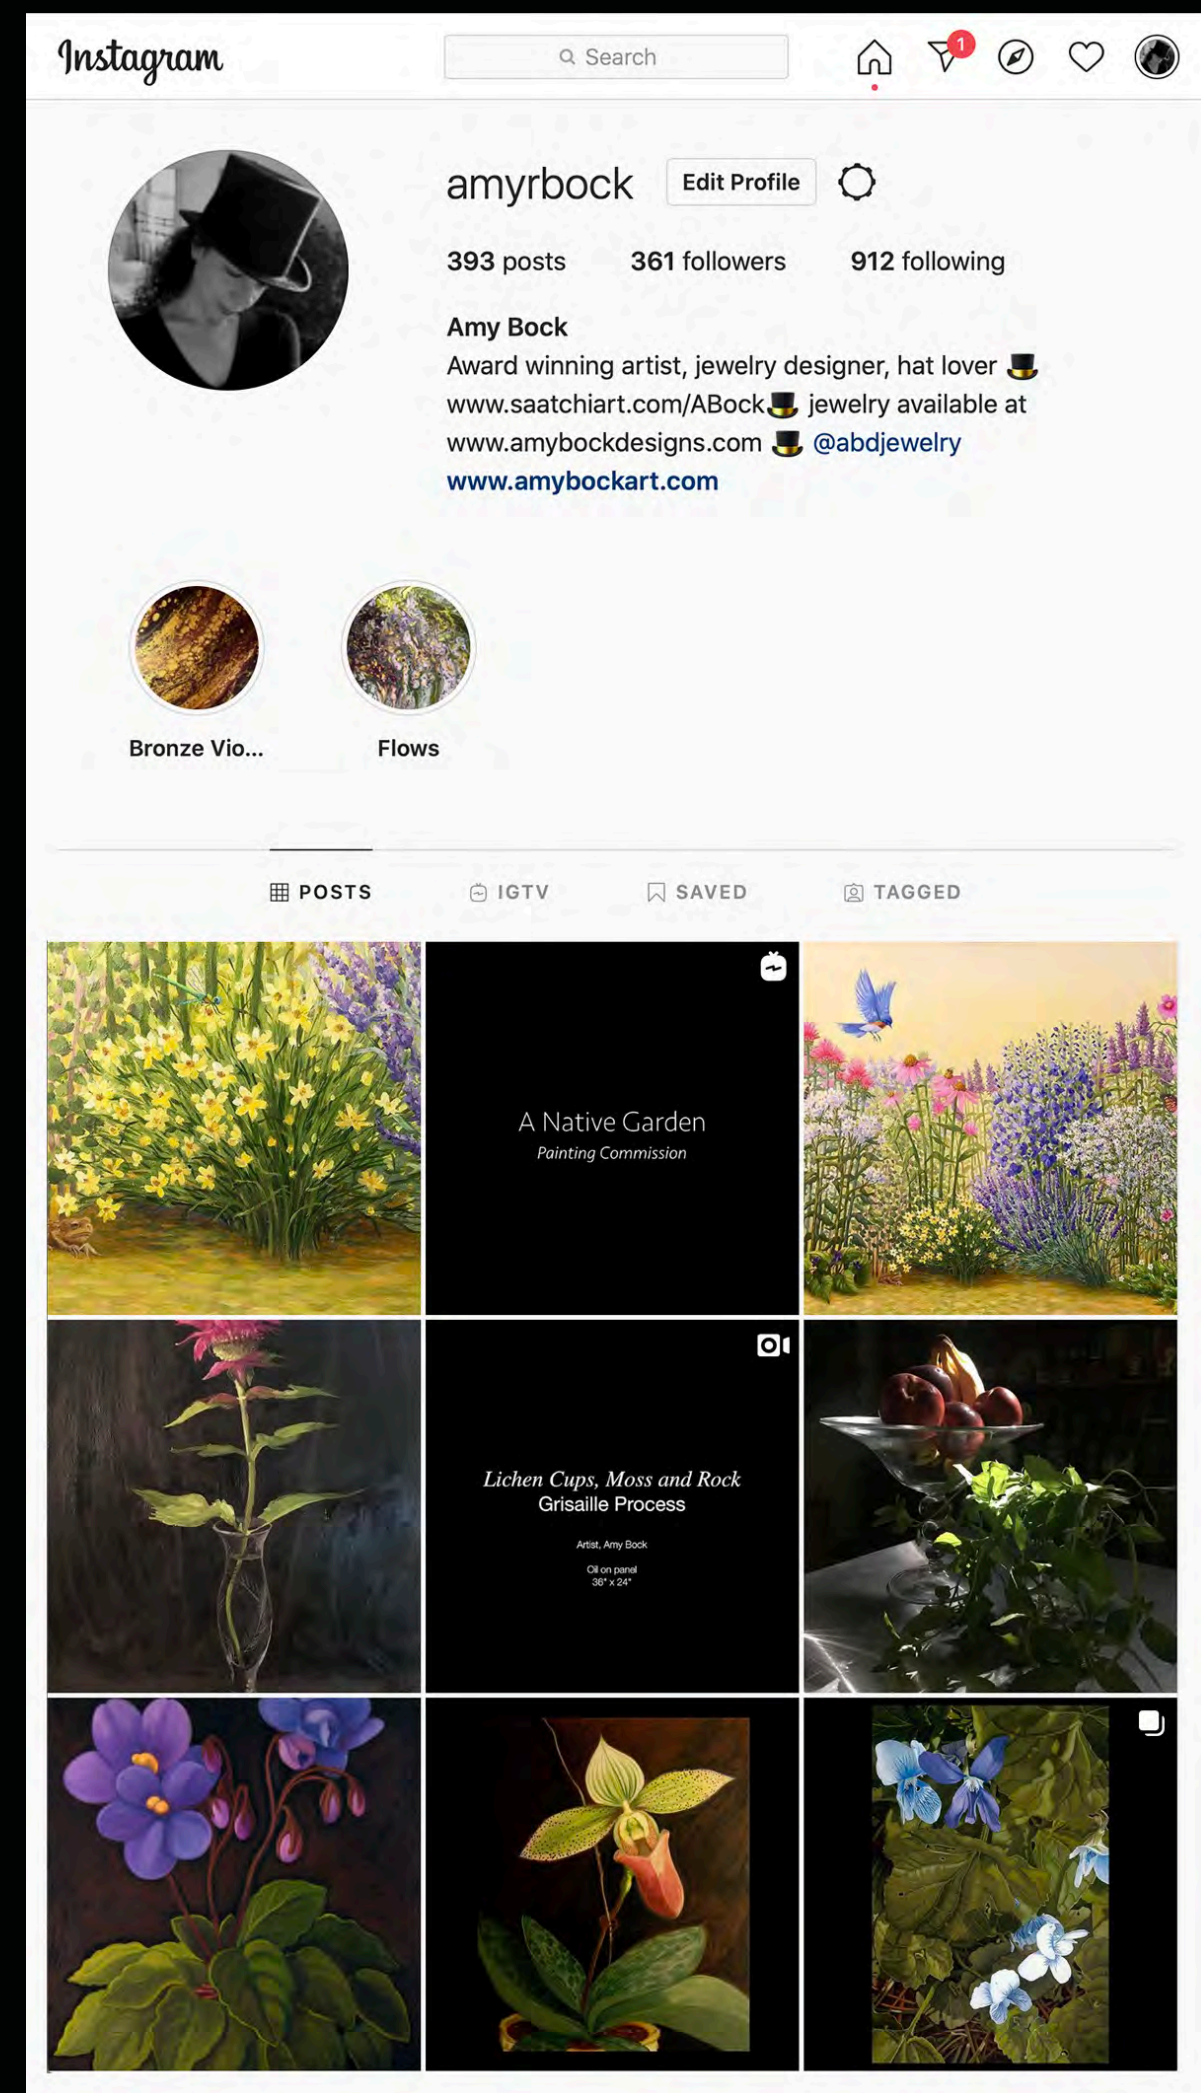 Instagram
Search
1
amyrbock Edit Profile
393 posts 361 followers 912 following
Amy Bock
Award winning artist, jewelry designer, hat lover 🎩
www.saatchiart.com/ABock🎩 jewelry available at
www.amybockdesigns.com 🎩 @abdjewelry
www.amybockart.com
Bronze Vio... Flows
POSTS IGTV SAVED TAGGED
A Native Garden
Painting Commission
Lichen Cups, Moss and Rock
Grisaille Process
Artist, Amy Bock
Oil on panel
36" x 24"